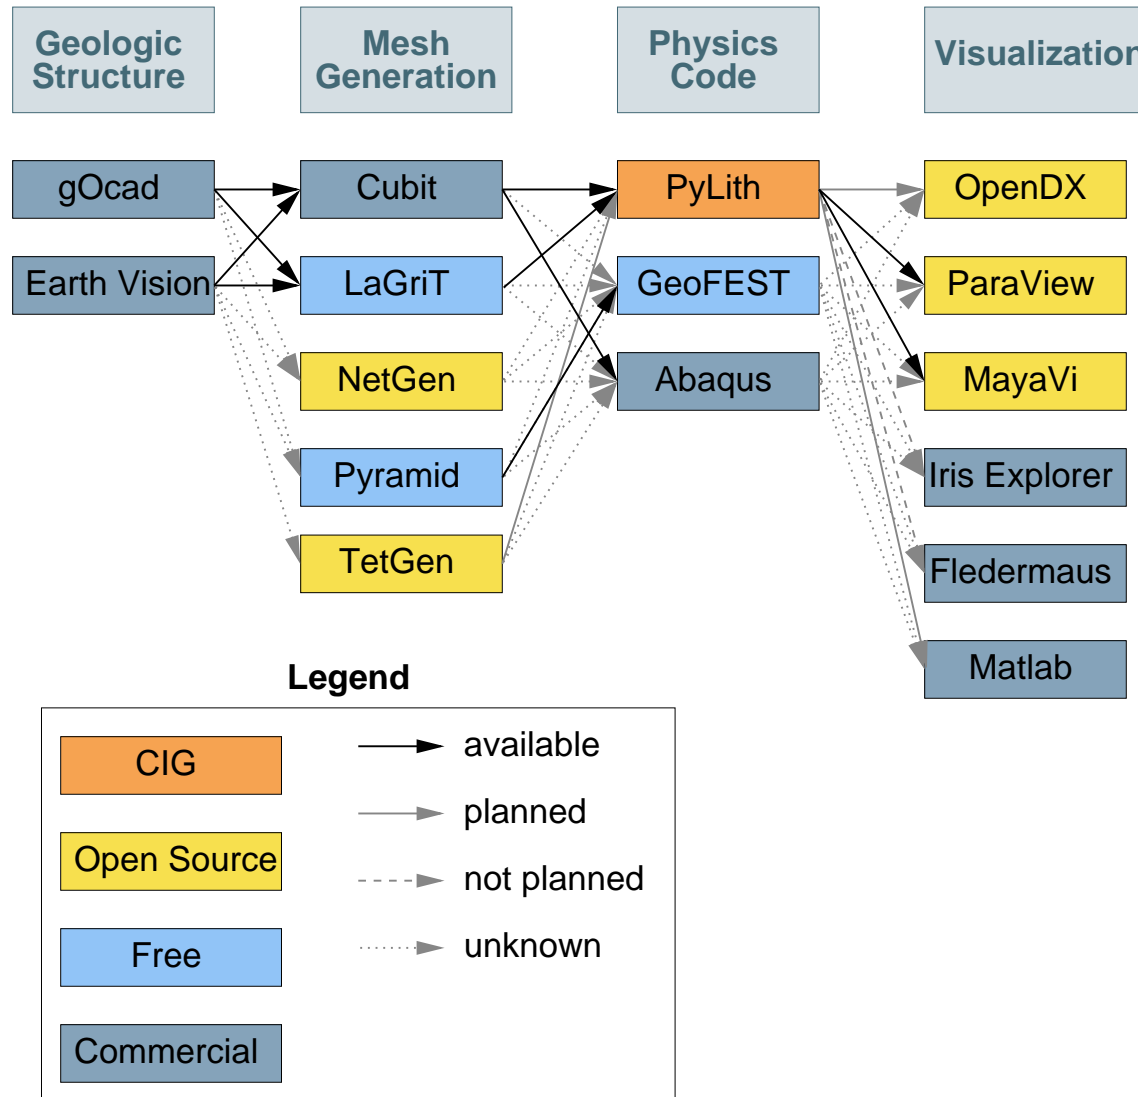 Geologic
Structure
Mesh
Generation
Physics
Code
Visualization
gOcad
Cubit
PyLith
OpenDX
Earth Vision
LaGriT
GeoFEST
ParaView
NetGen
Abaqus
MayaVi
Pyramid
Iris Explorer
TetGen
Fledermaus
Matlab
Legend
CIG
available
planned
Open Source
not planned
Free
unknown
Commercial